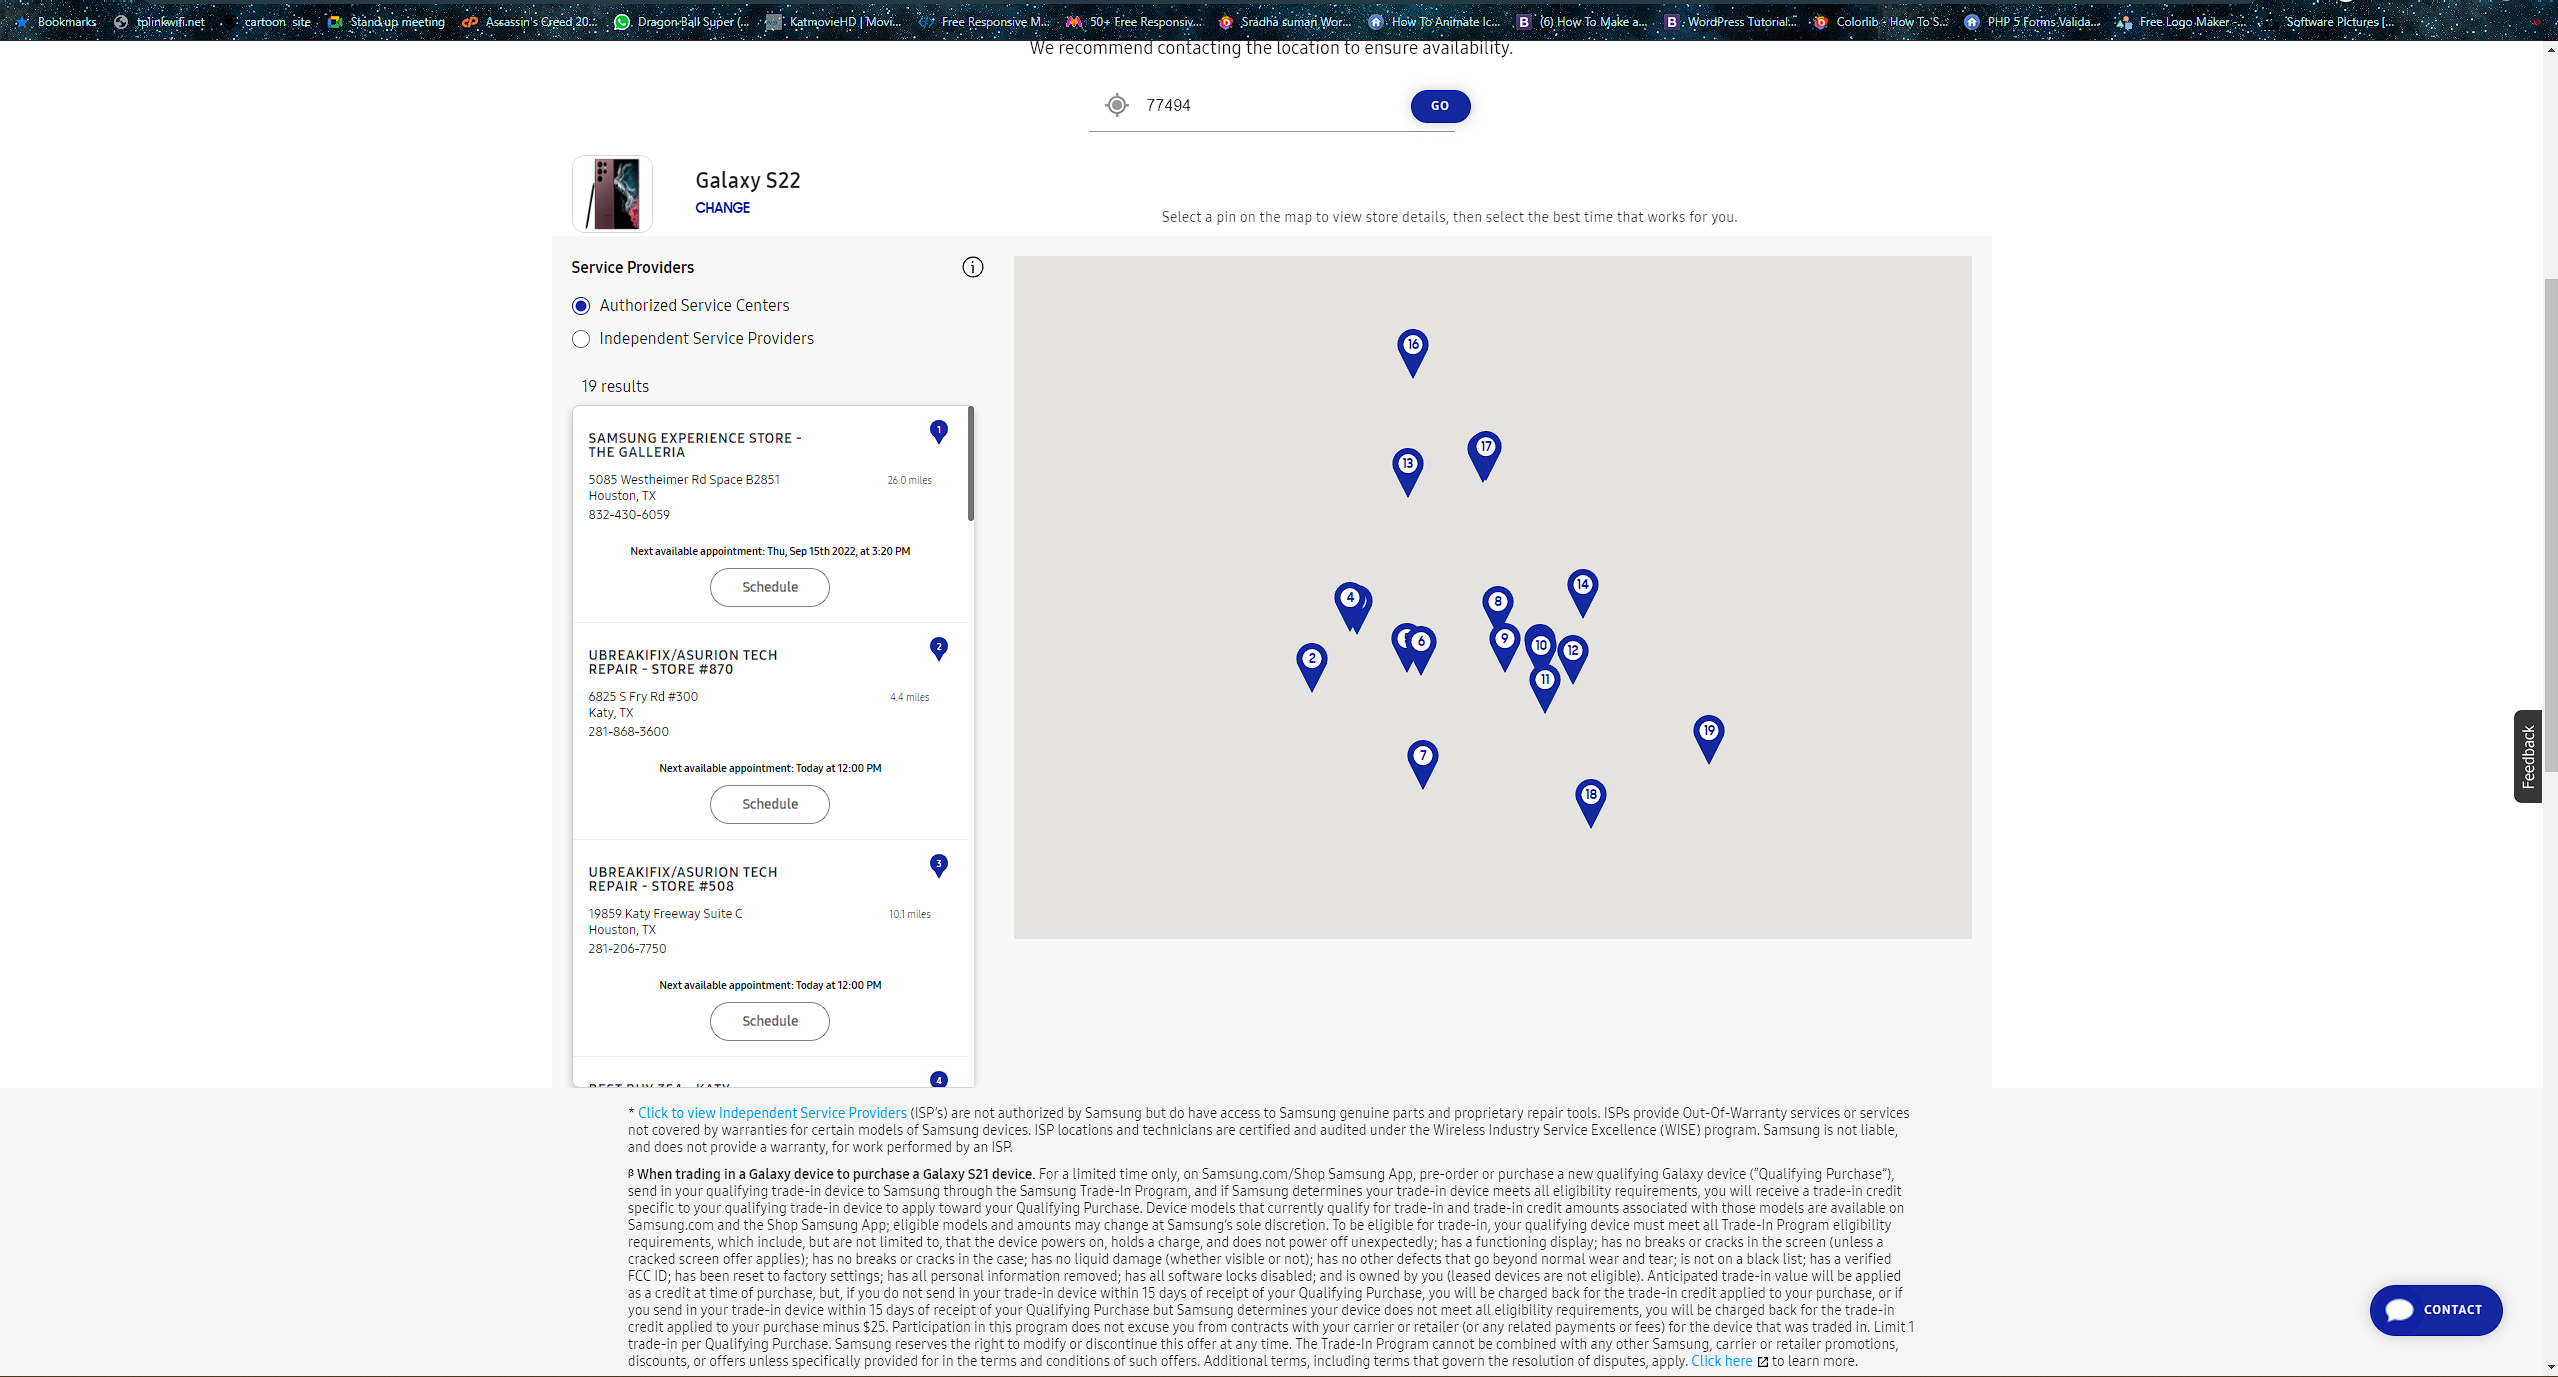 Bookmarks tplinkwifi.net cartoon site Stand up meeting Assassin's Creed 20... Dragon Ball Super (... KatmovieHD | Movi... Free Responsive M... 50+ Free Responsiv... Sradha suman Wor... How To Animate Ic... (6) How To Make a... WordPress Tutorial... Colorlib - How To S... PHP 5 Forms Valida... Free Logo Maker -... Software Pictures [...
We recommend contacting the location to ensure availability.
77494
GO
Galaxy S22
CHANGE
Select a pin on the map to view store details, then select the best time that works for you.
Service Providers
Authorized Service Centers
Independent Service Providers
19 results
1
SAMSUNG EXPERIENCE STORE -
THE GALLERIA
5085 Westheimer Rd Space B2851
26.0 miles
Houston, TX
832-430-6059
Next available appointment: Thu, Sep 15th 2022, at 3:20 PM
Schedule
2
UBREAKIFIX/ASURION TECH
REPAIR - STORE #870
6825 S Fry Rd #300
4.4 miles
Katy, TX
281-868-3600
Next available appointment: Today at 12:00 PM
Schedule
3
UBREAKIFIX/ASURION TECH
REPAIR - STORE #508
19859 Katy Freeway Suite C
10.1 miles
Houston, TX
281-206-7750
Next available appointment: Today at 12:00 PM
Schedule
4
16
17
13
14
4
8
6
9
10
12
2
11
19
7
18
Feedback
* Click to view Independent Service Providers (ISP's) are not authorized by Samsung but do have access to Samsung genuine parts and proprietary repair tools. ISPs provide Out-Of-Warranty services or services
not covered by warranties for certain models of Samsung devices. ISP locations and technicians are certified and audited under the Wireless Industry Service Excellence (WISE) program. Samsung is not liable,
and does not provide a warranty, for work performed by an ISP.
β When trading in a Galaxy device to purchase a Galaxy S21 device. For a limited time only, on Samsung.com/Shop Samsung App, pre-order or purchase a new qualifying Galaxy device ("Qualifying Purchase"),
send in your qualifying trade-in device to Samsung through the Samsung Trade-In Program, and if Samsung determines your trade-in device meets all eligibility requirements, you will receive a trade-in credit
specific to your qualifying trade-in device to apply toward your Qualifying Purchase. Device models that currently qualify for trade-in and trade-in credit amounts associated with those models are available on
Samsung.com and the Shop Samsung App; eligible models and amounts may change at Samsung's sole discretion. To be eligible for trade-in, your qualifying device must meet all Trade-In Program eligibility
requirements, which include, but are not limited to, that the device powers on, holds a charge, and does not power off unexpectedly; has a functioning display; has no breaks or cracks in the screen (unless a
cracked screen offer applies); has no breaks or cracks in the case; has no liquid damage (whether visible or not); has no other defects that go beyond normal wear and tear; is not on a black list; has a verified
FCC ID; has been reset to factory settings; has all personal information removed; has all software locks disabled; and is owned by you (leased devices are not eligible). Anticipated trade-in value will be applied
as a credit at time of purchase, but, if you do not send in your trade-in device within 15 days of receipt of your Qualifying Purchase, you will be charged back for the trade-in credit applied to your purchase, or if
you send in your trade-in device within 15 days of receipt of your Qualifying Purchase but Samsung determines your device does not meet all eligibility requirements, you will be charged back for the trade-in
credit applied to your purchase minus $25. Participation in this program does not excuse you from contracts with your carrier or retailer (or any related payments or fees) for the device that was traded in. Limit 1
trade-in per Qualifying Purchase. Samsung reserves the right to modify or discontinue this offer at any time. The Trade-In Program cannot be combined with any other Samsung, carrier or retailer promotions,
discounts, or offers unless specifically provided for in the terms and conditions of such offers. Additional terms, including terms that govern the resolution of disputes, apply. Click here to learn more.
CONTACT